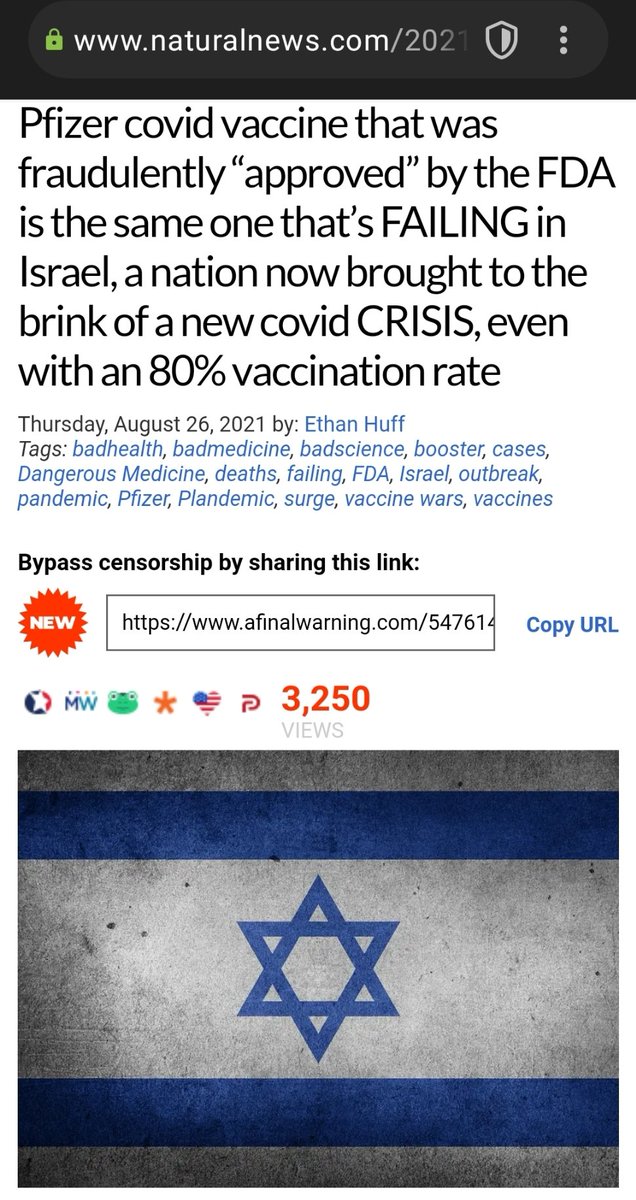 www.naturalnews.com/2021
Pfizer covid vaccine that was
fraudulently “approved” by the FDA
is the same one that’s FAILING in
Israel, a nation now brought to the
brink of a new covid CRISIS, even
with an 80% vaccination rate
Thursday, August 26, 2021 by: Ethan Huff
Tags: badhealth, badmedicine, badscience, booster, cases,
Dangerous Medicine, deaths, failing, FDA, Israel, outbreak,
pandemic, Pfizer, Plandemic, surge, vaccine wars, vaccines
Bypass censorship by sharing this link:
NEW https://www.afinalwarning.com/547614 Copy URL
MW 3,250
VIEWS